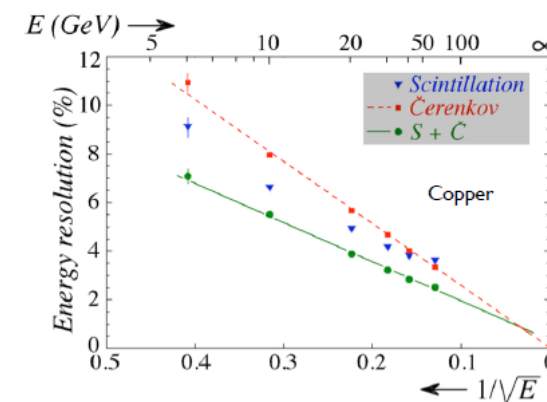 E (GeV) →
5 10 20 50 100 ∞
Energy resolution (%)
12
10
8
6
4
2
0
Scintillation
Čerenkov
S + Č
Copper
0.5 0.4 0.3 0.2 0.1 0
← 1/√E